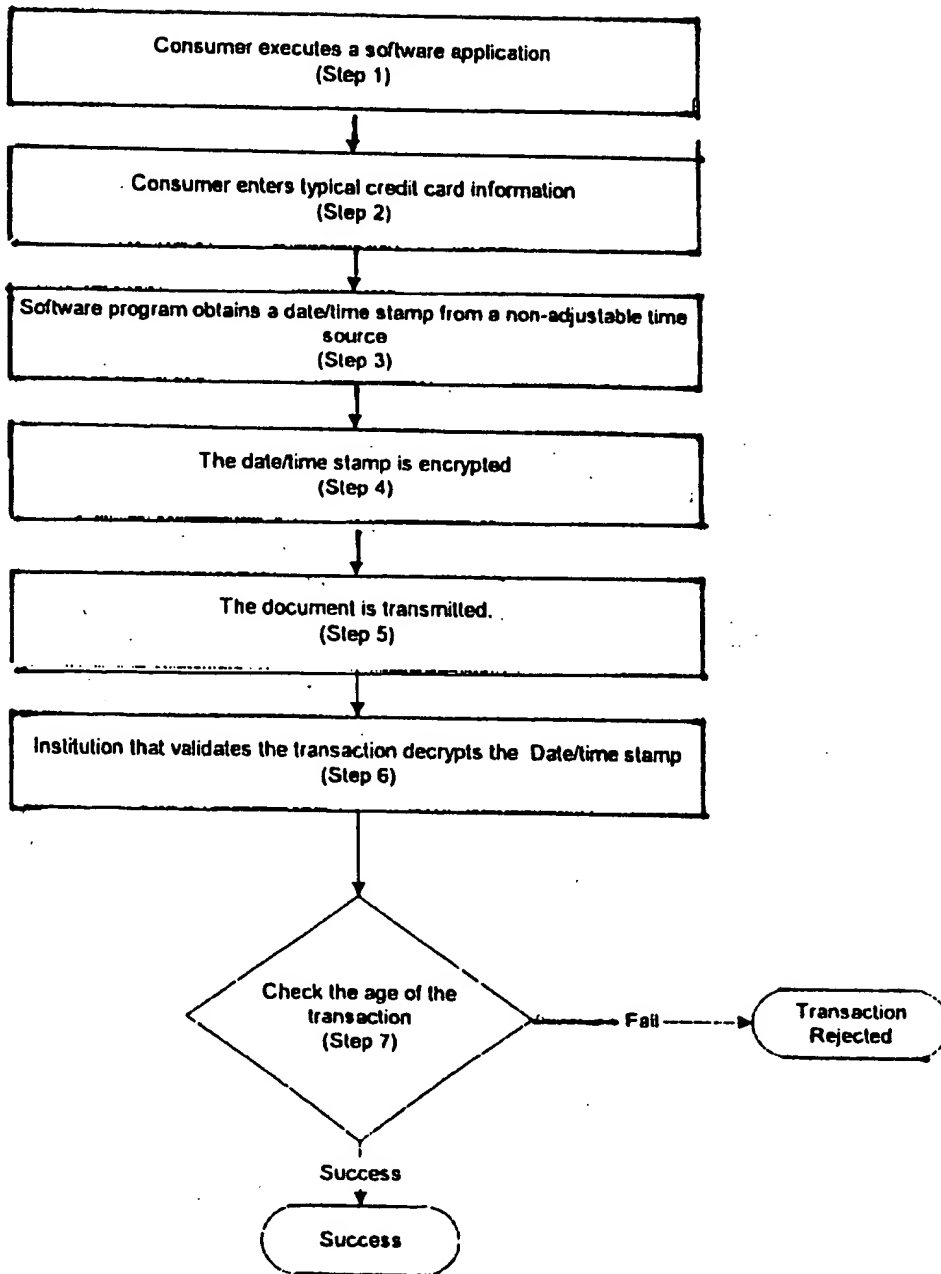 Consumer executes a software application
(Step 1)
Consumer enters typical credit card information
(Step 2)
Software program obtains a date/time stamp from a non-adjustable time
source
(Step 3)
The date/time stamp is encrypted
(Step 4)
The document is transmitted.
(Step 5)
Institution that validates the transaction decrypts the Date/time stamp
(Step 6)
Check the age of the
transaction
(Step 7)
Fail
Transaction
Rejected
Success
Success